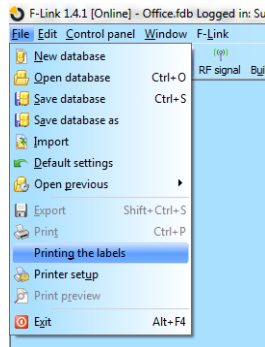 F-Link 1.4.1 [Online] - Office.fdb Logged in: Su
File Edit Control panel Window F-Link
RF signal
New database
Open database Ctrl+O
Save database Ctrl+S
Save database as
Import
Default settings
Open previous
Export Shift+Ctrl+S
Print Ctrl+P
Printing the labels
Printer setup
Print preview
Exit Alt+F4